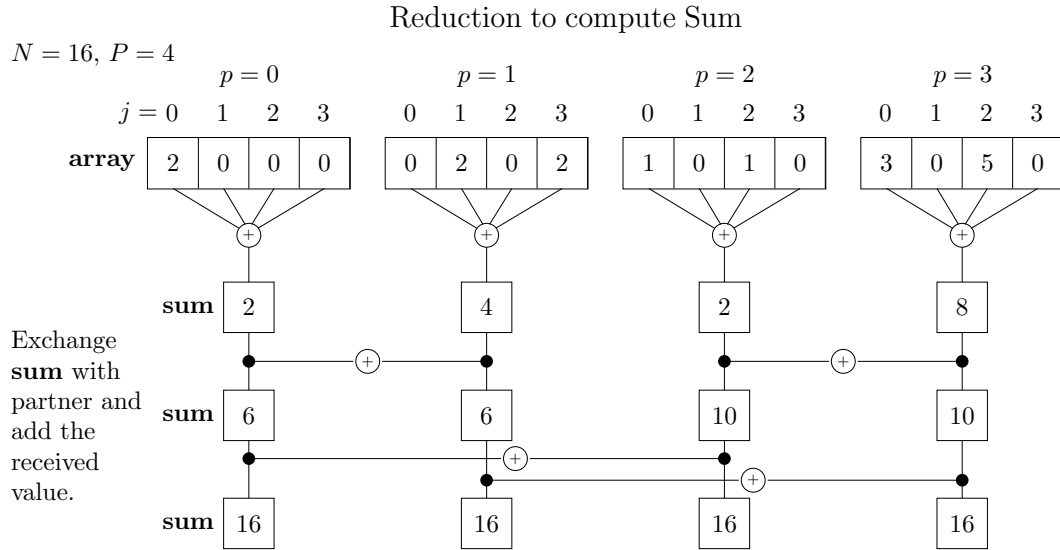 Reduction to compute Sum
N = 16, P = 4
p = 0 p = 1 p = 2 p = 3
j = 0 1 2 3 0 1 2 3 0 1 2 3 0 1 2 3
array 2 0 0 0 0 2 0 2 1 0 1 0 3 0 5 0
+ + + +
sum 2 4 2 8
Exchange
sum with
partner and
add the
received
value.
+ +
sum 6 6 10 10
+
+
sum 16 16 16 16